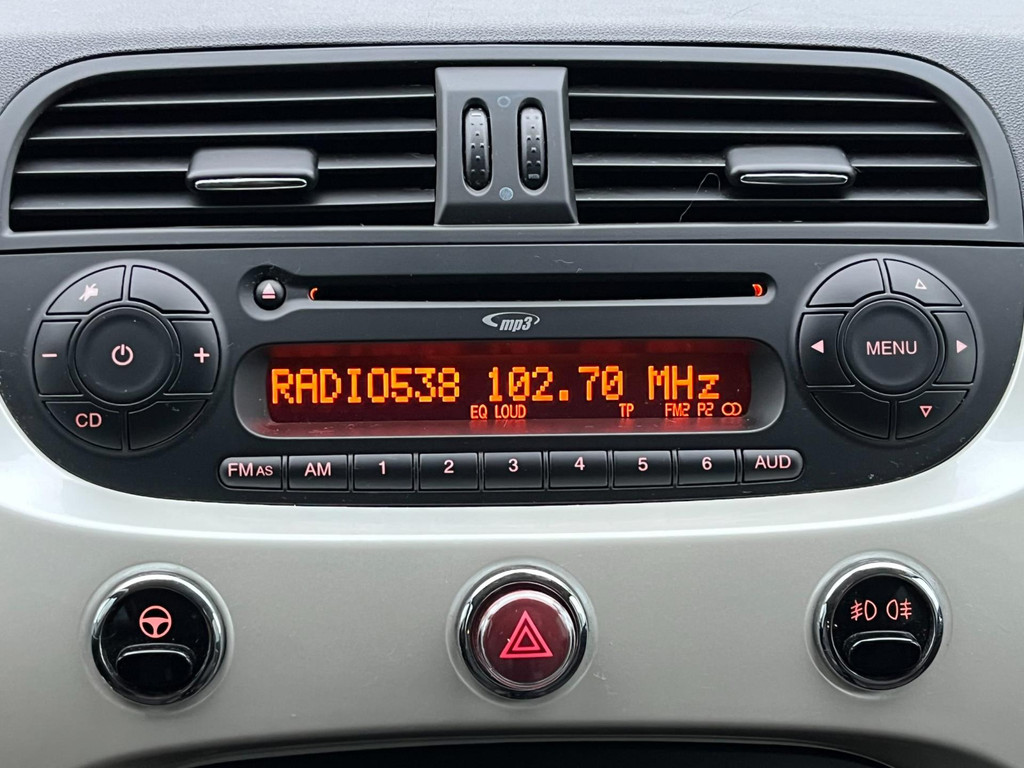 mp3
RADIO538 102.70 MHz
EQ LOUD TP FM2 P2
MENU
CD
FM AS AM 1 2 3 4 5 6 AUD